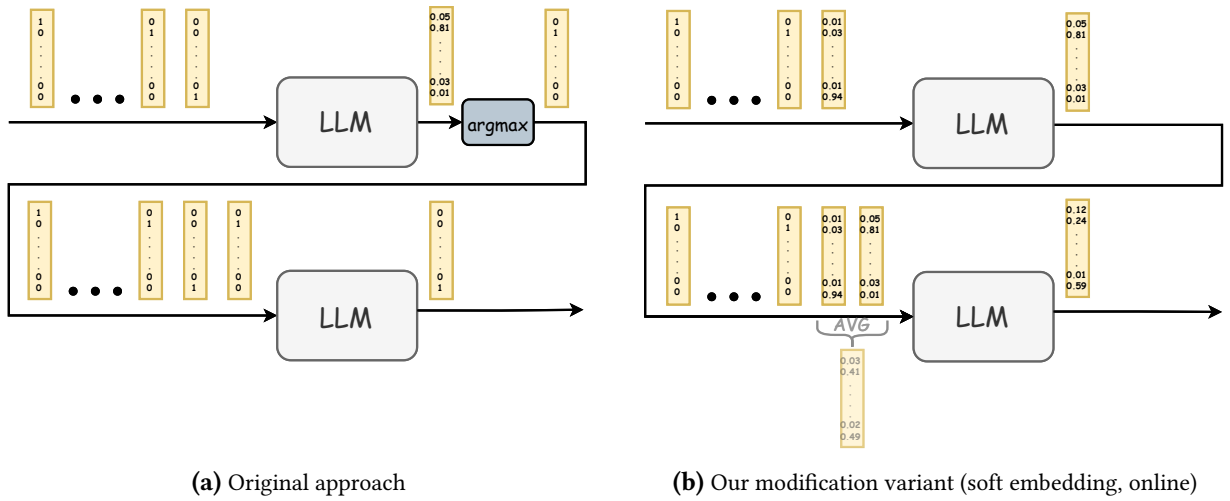 1 0 . . . . 0 0
0 1 . . . . 0 0
0 0 . . . . 0 1
LLM
0.05 0.81 . . . . 0.03 0.01
argmax
0 1 . . . . 0 0
1 0 . . . . 0 0
0 1 . . . . 0 0
0 0 . . . . 0 1
0 1 . . . . 0 0
LLM
0 0 . . . . 0 1
(a) Original approach
1 0 . . . . 0 0
0 1 . . . . 0 0
0.01 0.03 . . . . 0.01 0.94
LLM
0.05 0.81 . . . . 0.03 0.01
1 0 . . . . 0 0
0 1 . . . . 0 0
0.01 0.03 . . . . 0.01 0.94
0.05 0.81 . . . . 0.03 0.01
LLM
0.12 0.24 . . . . 0.01 0.59
AVG
0.03 0.41 . . . . 0.02 0.49
(b) Our modification variant (soft embedding, online)